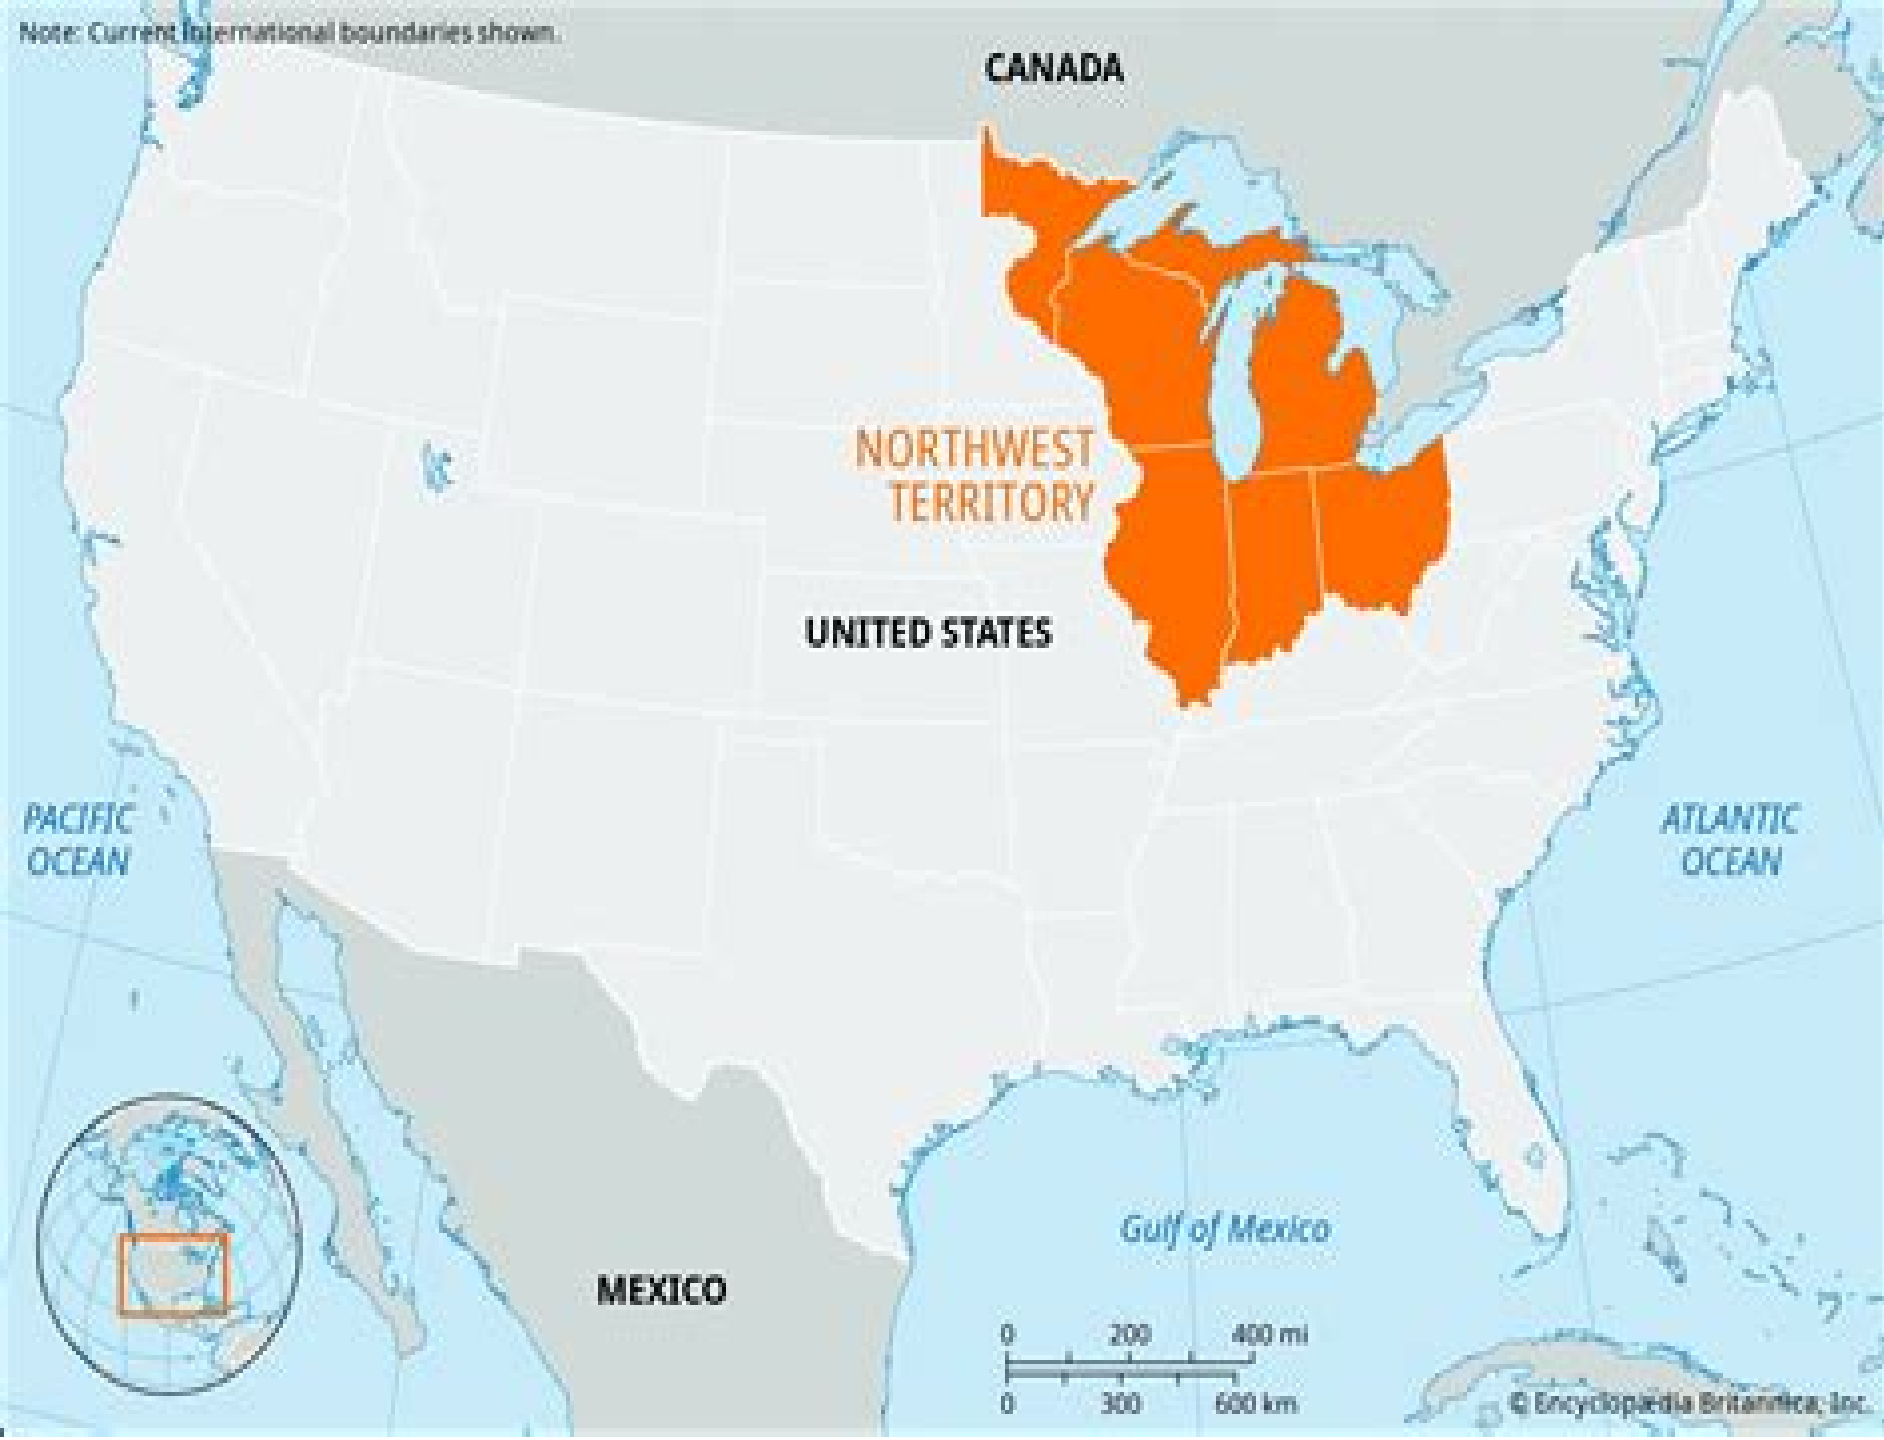 Note: Current international boundaries shown.
CANADA
NORTHWEST
TERRITORY
UNITED STATES
PACIFIC
OCEAN
ATLANTIC
OCEAN
Gulf of Mexico
MEXICO
0 200 400 mi
0 300 600 km
© Encyclopædia Britannica, Inc.